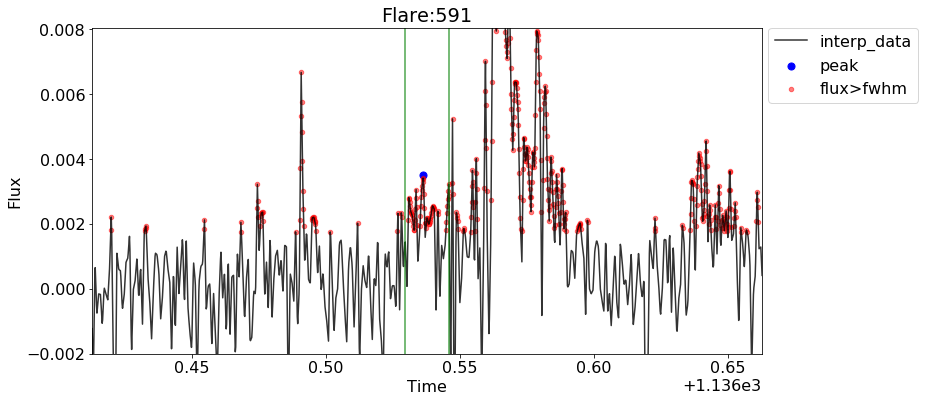 Flare:591
0.008
0.006
0.004
0.002
0.000
−0.002
Flux
0.45 0.50 0.55 0.60 0.65
Time
+1.136e3
interp_data
peak
flux>fwhm